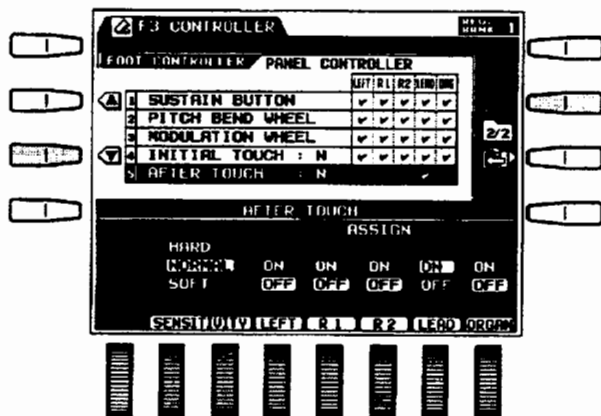 F3 CONTROLLER
REG. BANK 1
FOOT CONTROLLER PANEL CONTROLLER
LEFT R1 R2 LEAD ORG
1 SUSTAIN BUTTON
2 PITCH BEND WHEEL
3 MODULATION WHEEL
4 INITIAL TOUCH : N
5 AFTER TOUCH : N
2/2
AFTER TOUCH
ASSIGN
HARD
NORMAL ON ON ON ON ON
SOFT OFF OFF OFF OFF OFF
SENSITIVITY LEFT R1 R2 LEAD ORGAN